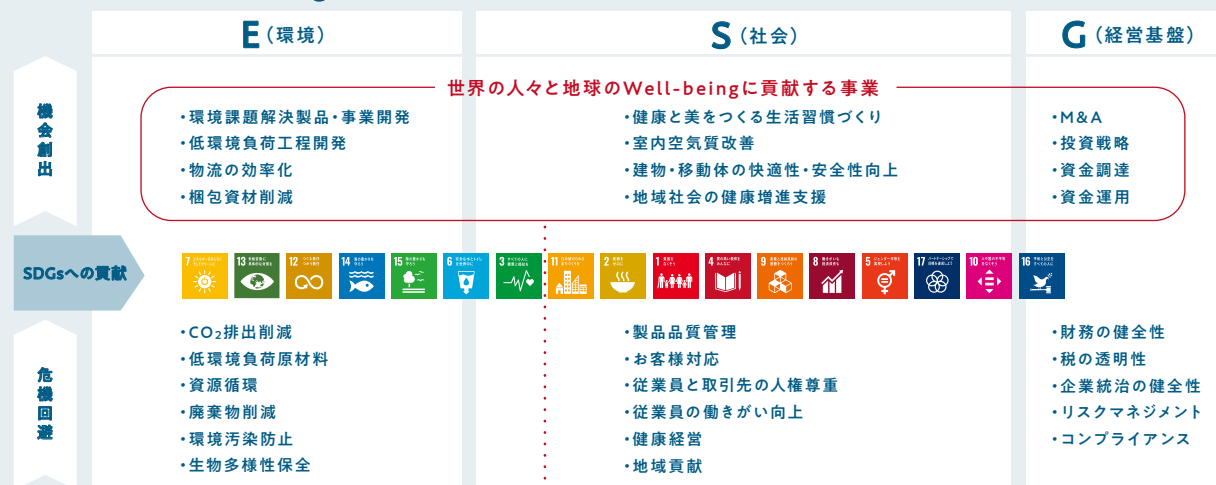 E（環境）
S（社会）
G（経営基盤）
機会創出
世界の人々と地球のWell-beingに貢献する事業
・環境課題解決製品・事業開発
・低環境負荷工程開発
・物流の効率化
・梱包資材削減
・健康と美をつくる生活習慣づくり
・室内空気質改善
・建物・移動体の快適性・安全性向上
・地域社会の健康増進支援
・M&A
・投資戦略
・資金調達
・資金運用
SDGsへの貢献
7
13
12
14
15
6
3
11
2
1
4
9
8
5
17
10
16
危機回避
・CO₂排出削減
・低環境負荷原材料
・資源循環
・廃棄物削減
・環境汚染防止
・生物多様性保全
・製品品質管理
・お客様対応
・従業員と取引先の人権尊重
・従業員の働きがい向上
・健康経営
・地域貢献
・財務の健全性
・税の透明性
・企業統治の健全性
・リスクマネジメント
・コンプライアンス